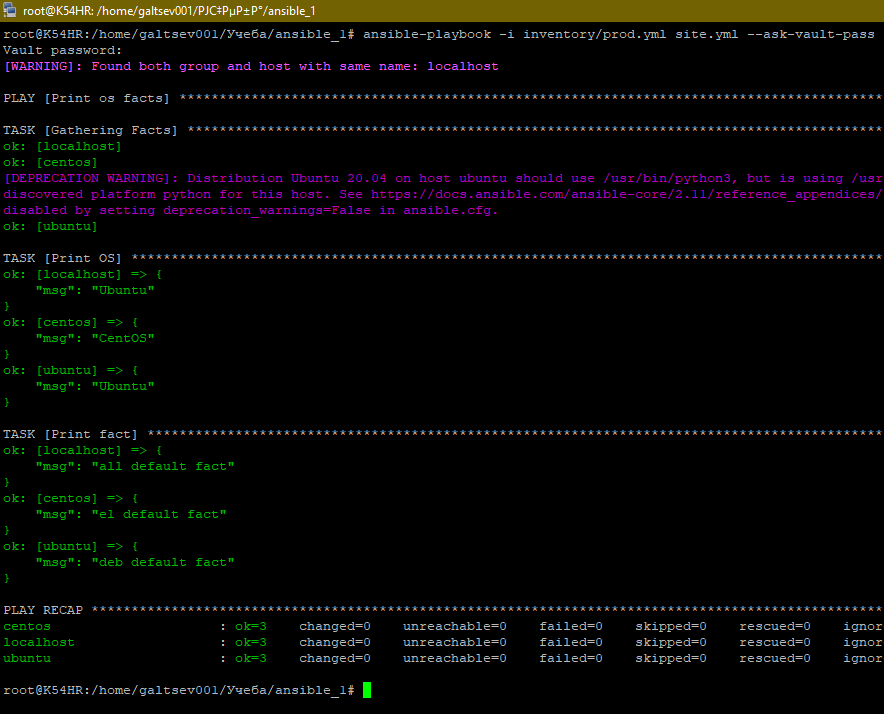 root@K54HR: /home/galtsev001/РЈС‡РµР±Р°/ansible_1
root@K54HR:/home/galtsev001/Учеба/ansible_1# ansible-playbook -i inventory/prod.yml site.yml --ask-vault-pass
Vault password:
[WARNING]: Found both group and host with same name: localhost
PLAY [Print os facts] ****************************************************************************************
TASK [Gathering Facts] ***************************************************************************************
ok: [localhost]
ok: [centos]
[DEPRECATION WARNING]: Distribution Ubuntu 20.04 on host ubuntu should use /usr/bin/python3, but is using /usr
discovered platform python for this host. See https://docs.ansible.com/ansible-core/2.11/reference_appendices/
disabled by setting deprecation_warnings=False in ansible.cfg.
ok: [ubuntu]
TASK [Print OS] **********************************************************************************************
ok: [localhost] => {
    "msg": "Ubuntu"
}
ok: [centos] => {
    "msg": "CentOS"
}
ok: [ubuntu] => {
    "msg": "Ubuntu"
}
TASK [Print fact] ********************************************************************************************
ok: [localhost] => {
    "msg": "all default fact"
}
ok: [centos] => {
    "msg": "el default fact"
}
ok: [ubuntu] => {
    "msg": "deb default fact"
}
PLAY RECAP ***************************************************************************************************
centos                     : ok=3    changed=0    unreachable=0    failed=0    skipped=0    rescued=0    ignor
localhost                  : ok=3    changed=0    unreachable=0    failed=0    skipped=0    rescued=0    ignor
ubuntu                     : ok=3    changed=0    unreachable=0    failed=0    skipped=0    rescued=0    ignor
root@K54HR:/home/galtsev001/Учеба/ansible_1#